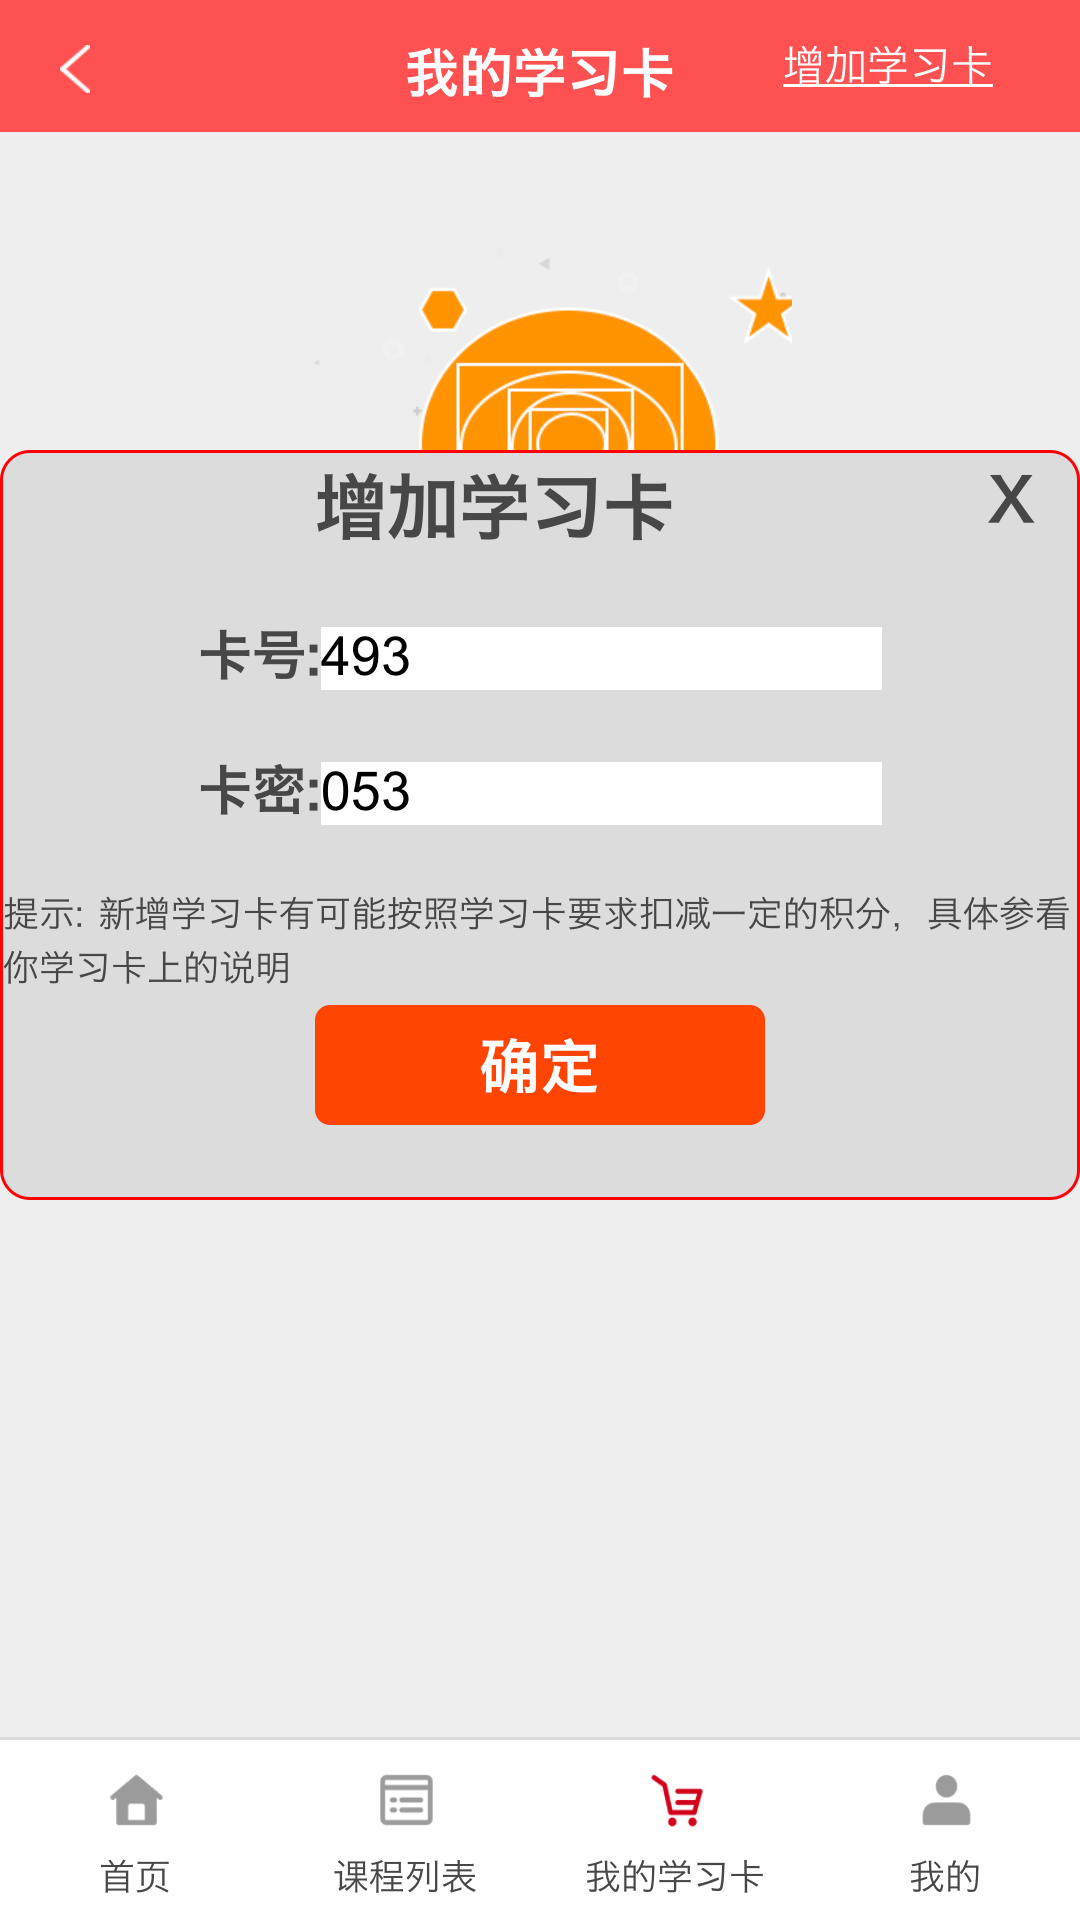 我的学习卡
增加学习卡
增加学习卡
X
卡号:493
卡密:053
提示: 新增学习卡有可能按照学习卡要求扣减一定的积分，具体参看
你学习卡上的说明
确定
首页
课程列表
我的学习卡
我的